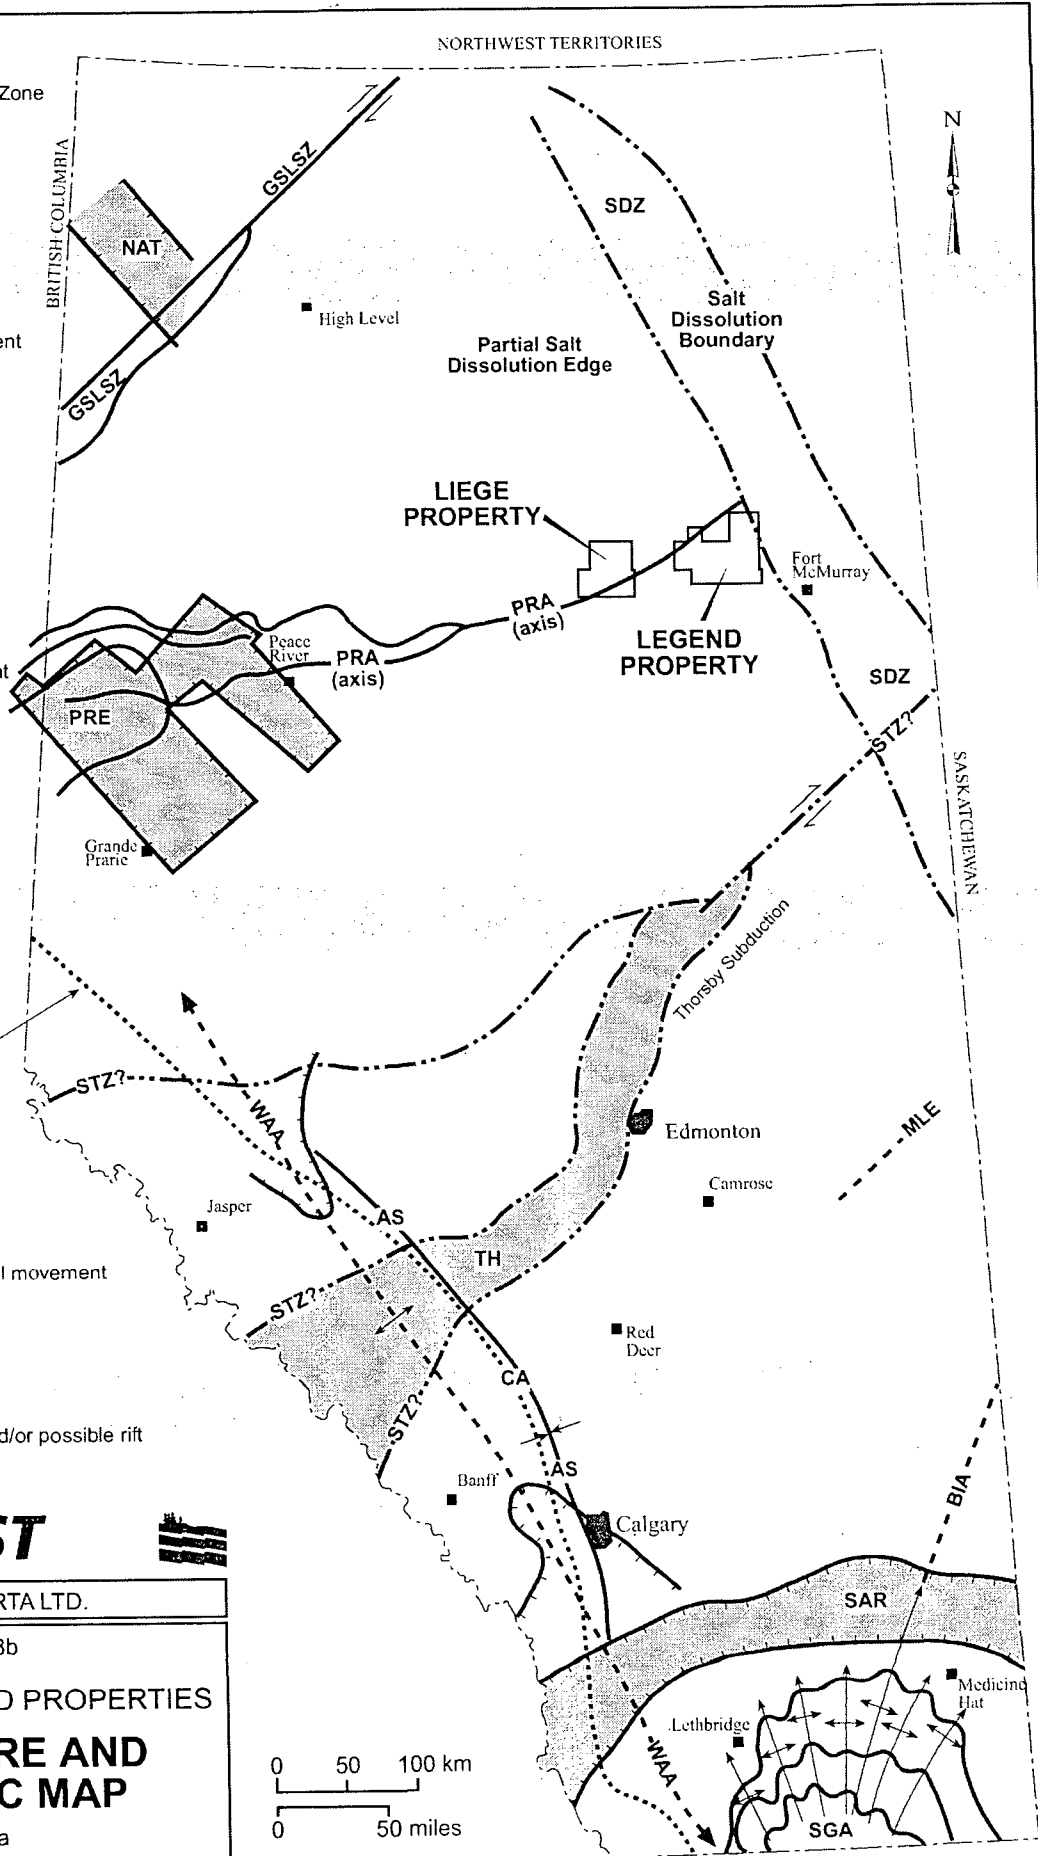 NORTHWEST TERRITORIES
Zone
N
BRITISH COLUMBIA
GSLSZ
SDZ
NAT
Salt
Dissolution
Boundary
High Level
Partial Salt
Dissolution Edge
ent
GSLSZ
LIEGE
PROPERTY
Fort
McMurray
PRA
(axis)
LEGEND
PROPERTY
Peace
River
PRA
(axis)
nt
SDZ
PRE
STZ?
SASKATCHEWAN
Grande
Prarie
Thorsby Subduction
STZ?
WAA
Edmonton
MLE
Camrose
Jasper
AS
TH
l movement
STZ?
Red
Deer
CA
STZ?
d/or possible rift
AS
Banff
BIA
ST
Calgary
RTA LTD.
SAR
3b
D PROPERTIES
Medicine
Hat
Lethbridge
RE AND
C MAP
WAA
0 50 100 km
0 50 miles
SGA
a